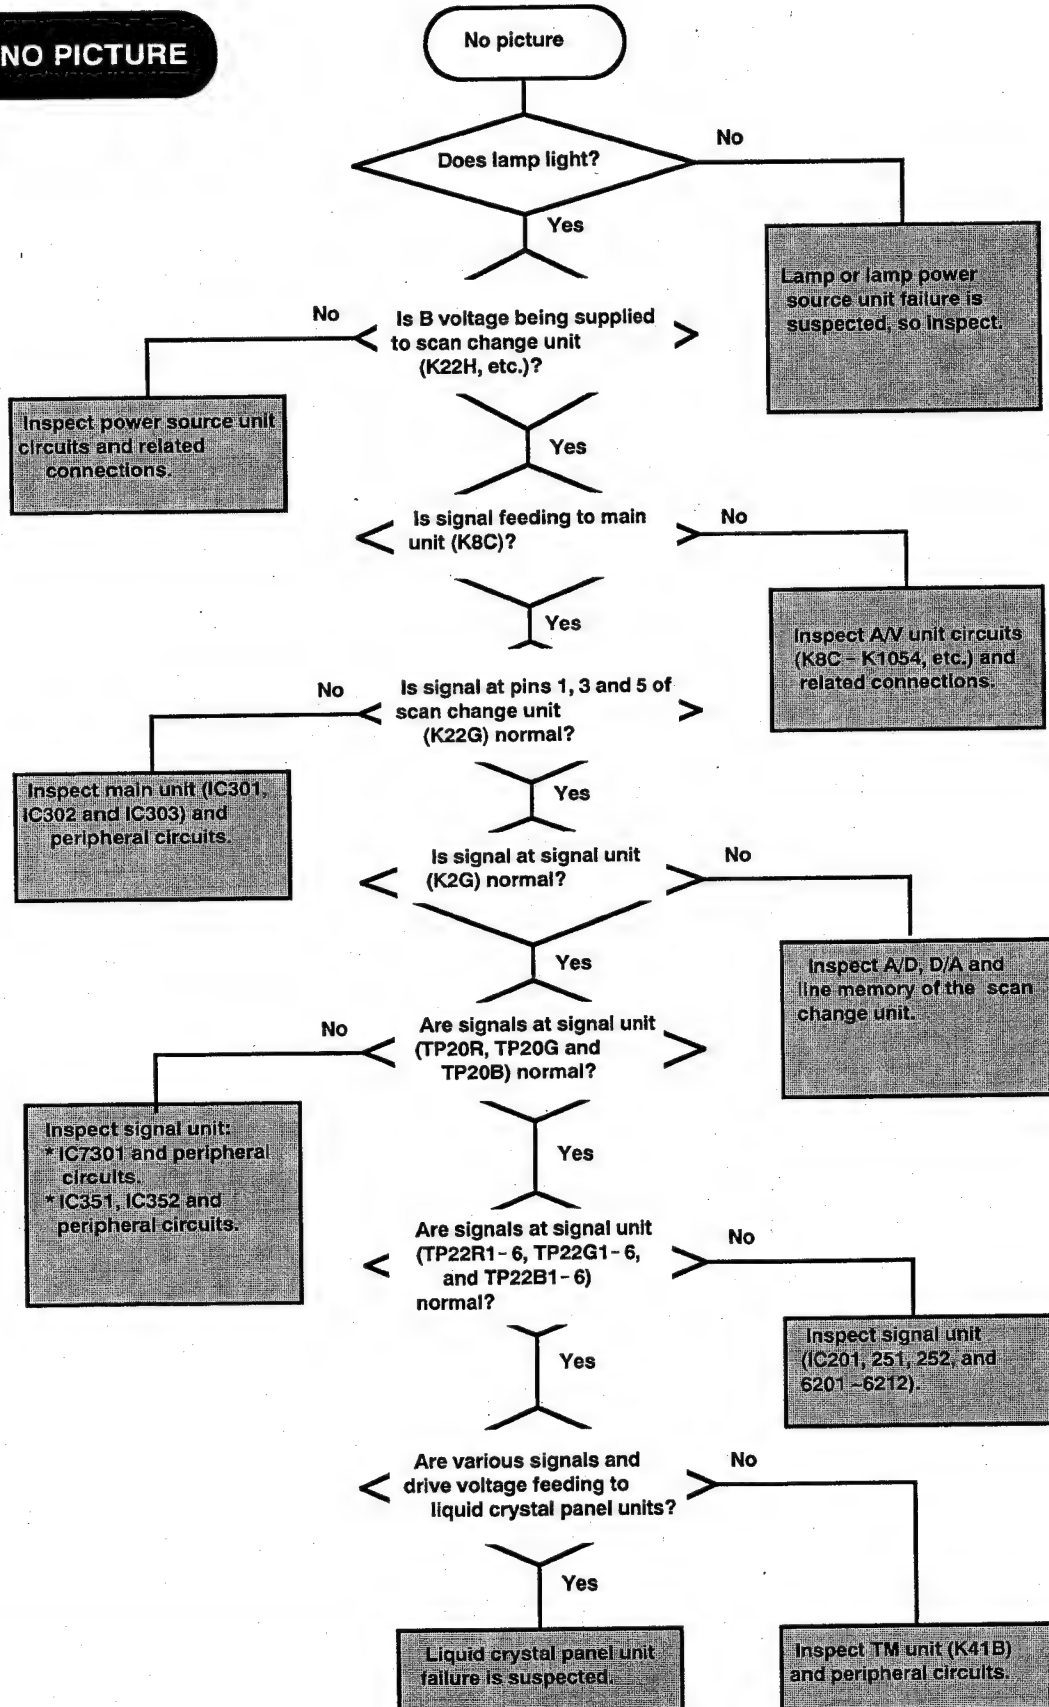 NO PICTURE
No picture
Does lamp light?
No
Yes
Lamp or lamp power
source unit failure is
suspected, so inspect.
No
Is B voltage being supplied
to scan change unit
(K22H, etc.)?
Inspect power source unit
circuits and related
connections.
Yes
Is signal feeding to main
unit (K8C)?
No
Yes
Inspect A/V unit circuits
(K8C – K1054, etc.) and
related connections.
No
Is signal at pins 1, 3 and 5 of
scan change unit
(K22G) normal?
Inspect main unit (IC301,
IC302 and IC303) and
peripheral circuits.
Yes
Is signal at signal unit
(K2G) normal?
No
Yes
Inspect A/D, D/A and
line memory of the scan
change unit.
No
Are signals at signal unit
(TP20R, TP20G and
TP20B) normal?
Inspect signal unit:
* IC7301 and peripheral
circuits.
* IC351, IC352 and
peripheral circuits.
Yes
Are signals at signal unit
(TP22R1–6, TP22G1–6,
and TP22B1–6)
normal?
No
Inspect signal unit
(IC201, 251, 252, and
6201~6212).
Yes
Are various signals and
drive voltage feeding to
liquid crystal panel units?
No
Yes
Liquid crystal panel unit
failure is suspected.
Inspect TM unit (K41B)
and peripheral circuits.